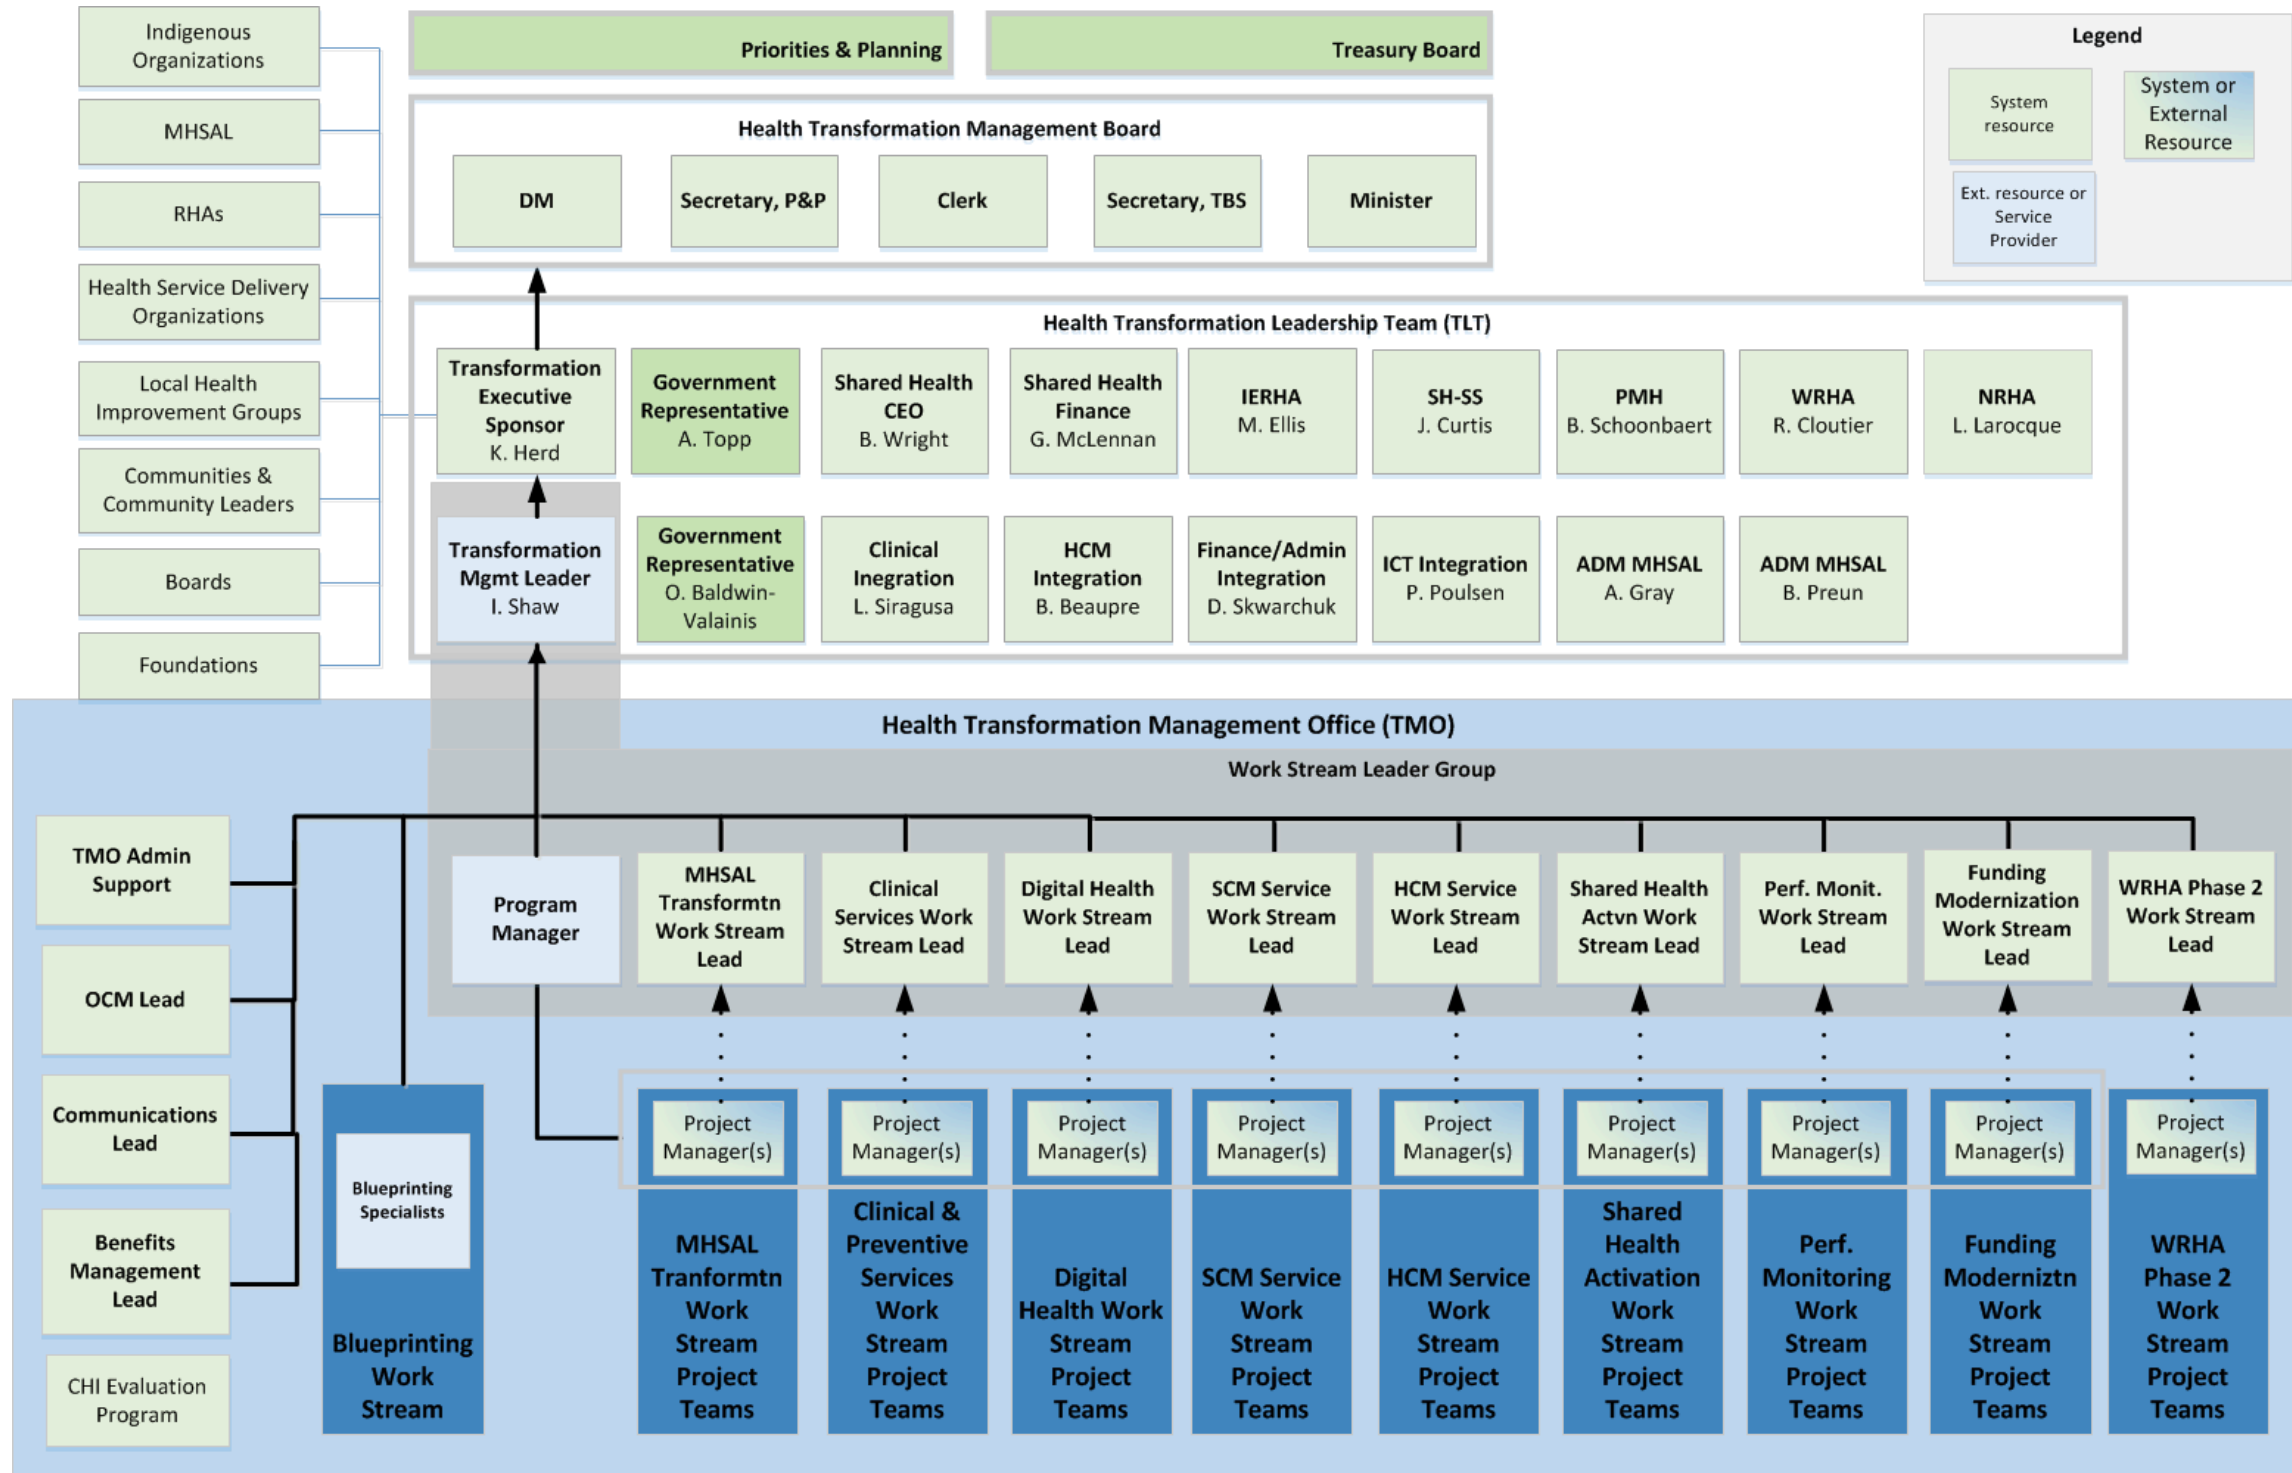 Indigenous
Organizations
MHSAL
RHAs
Health Service Delivery
Organizations
Local Health
Improvement Groups
Communities &
Community Leaders
Boards
Foundations
Priorities & Planning
Treasury Board
Legend
System
resource
System or
External
Resource
Ext. resource or
Service
Provider
Health Transformation Management Board
DM
Secretary, P&P
Clerk
Secretary, TBS
Minister
Health Transformation Leadership Team (TLT)
Transformation
Executive
Sponsor
K. Herd
Government
Representative
A. Topp
Shared Health
CEO
B. Wright
Shared Health
Finance
G. McLennan
IERHA
M. Ellis
SH-SS
J. Curtis
PMH
B. Schoonbaert
WRHA
R. Cloutier
NRHA
L. Larocque
Transformation
Mgmt Leader
I. Shaw
Government
Representative
O. Baldwin-
Valainis
Clinical
Inegration
L. Siragusa
HCM
Integration
B. Beaupre
Finance/Admin
Integration
D. Skwarchuk
ICT Integration
P. Poulsen
ADM MHSAL
A. Gray
ADM MHSAL
B. Preun
Health Transformation Management Office (TMO)
Work Stream Leader Group
TMO Admin
Support
OCM Lead
Communications
Lead
Benefits
Management
Lead
CHI Evaluation
Program
Program
Manager
MHSAL
Transformtn
Work Stream
Lead
Clinical
Services Work
Stream Lead
Digital Health
Work Stream
Lead
SCM Service
Work Stream
Lead
HCM Service
Work Stream
Lead
Shared Health
Actvn Work
Stream Lead
Perf. Monit.
Work Stream
Lead
Funding
Modernization
Work Stream
Lead
WRHA Phase 2
Work Stream
Lead
Blueprinting
Specialists
Blueprinting
Work
Stream
Project
Manager(s)
MHSAL
Tranformtn
Work
Stream
Project
Teams
Project
Manager(s)
Clinical &
Preventive
Services
Work
Stream
Project
Teams
Project
Manager(s)
Digital
Health Work
Stream
Project
Teams
Project
Manager(s)
SCM Service
Work
Stream
Project
Teams
Project
Manager(s)
HCM Service
Work
Stream
Project
Teams
Project
Manager(s)
Shared
Health
Activation
Work
Stream
Project
Teams
Project
Manager(s)
Perf.
Monitoring
Work
Stream
Project
Teams
Project
Manager(s)
Funding
Moderniztn
Work
Stream
Project
Teams
Project
Manager(s)
WRHA
Phase 2
Work
Stream
Project
Teams